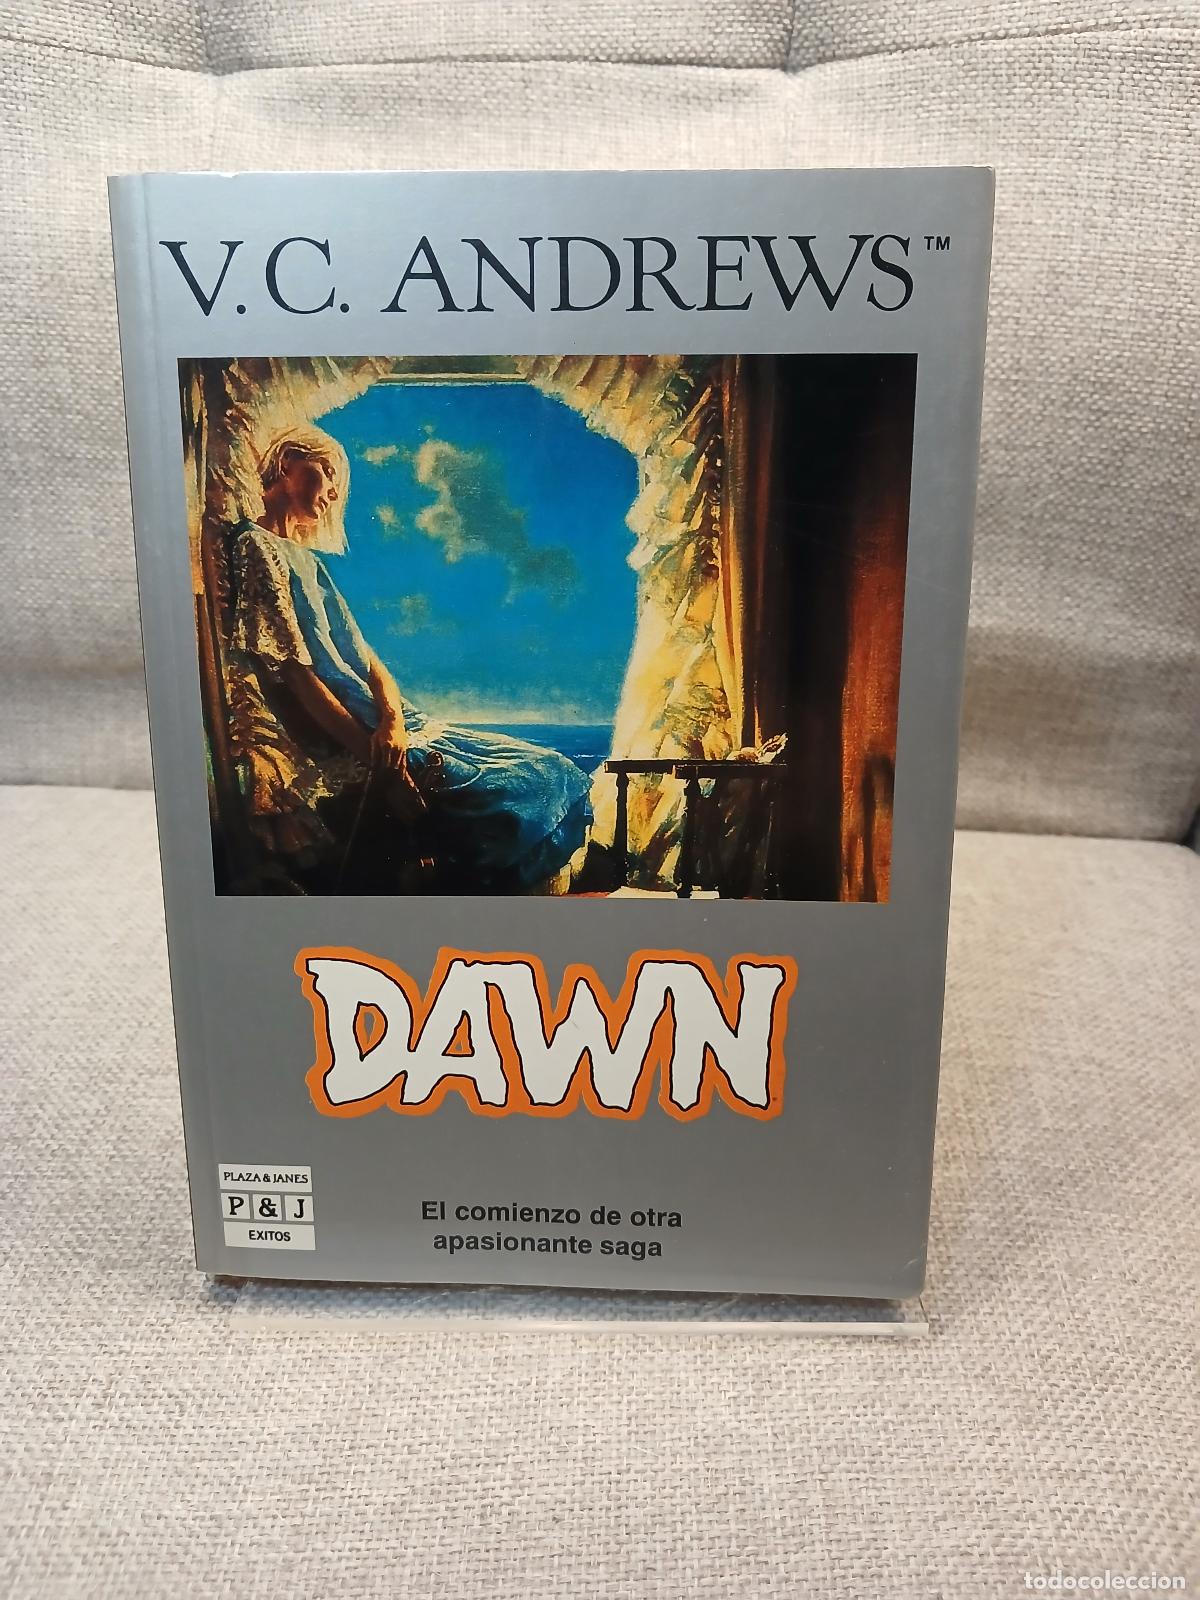 V. C. ANDREWS™
DAWN
PLAZA & JANES
P & J
EXITOS
El comienzo de otra
apasionante saga
todocoleccion